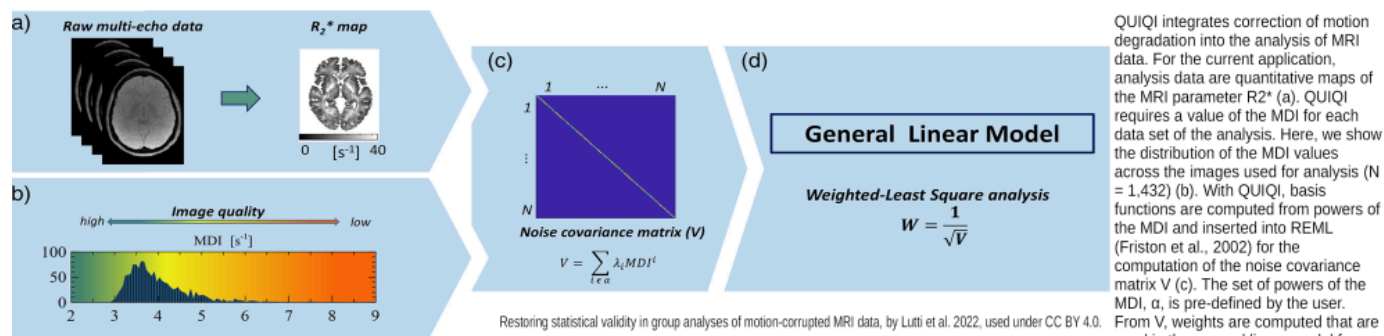 a)
Raw multi-echo data
R2* map
0 [s-1] 40
b)
Image quality
high
low
MDI [s-1]
100
50
0
2 3 4 5 6 7 8 9
(c)
1 ... N
1
...
N
Noise covariance matrix (V)
V = ∑ λi MDI^i
i ϵ α
(d)
General Linear Model
Weighted-Least Square analysis
W = 1/√V
Restoring statistical validity in group analyses of motion-corrupted MRI data, by Lutti et al. 2022, used under CC BY 4.0.
QUIQI integrates correction of motion
degradation into the analysis of MRI
data. For the current application,
analysis data are quantitative maps of
the MRI parameter R2* (a). QUIQI
requires a value of the MDI for each
data set of the analysis. Here, we show
the distribution of the MDI values
across the images used for analysis (N
= 1,432) (b). With QUIQI, basis
functions are computed from powers of
the MDI and inserted into REML
(Friston et al., 2002) for the
computation of the noise covariance
matrix V (c). The set of powers of the
MDI, α, is pre-defined by the user.
From V, weights are computed that are